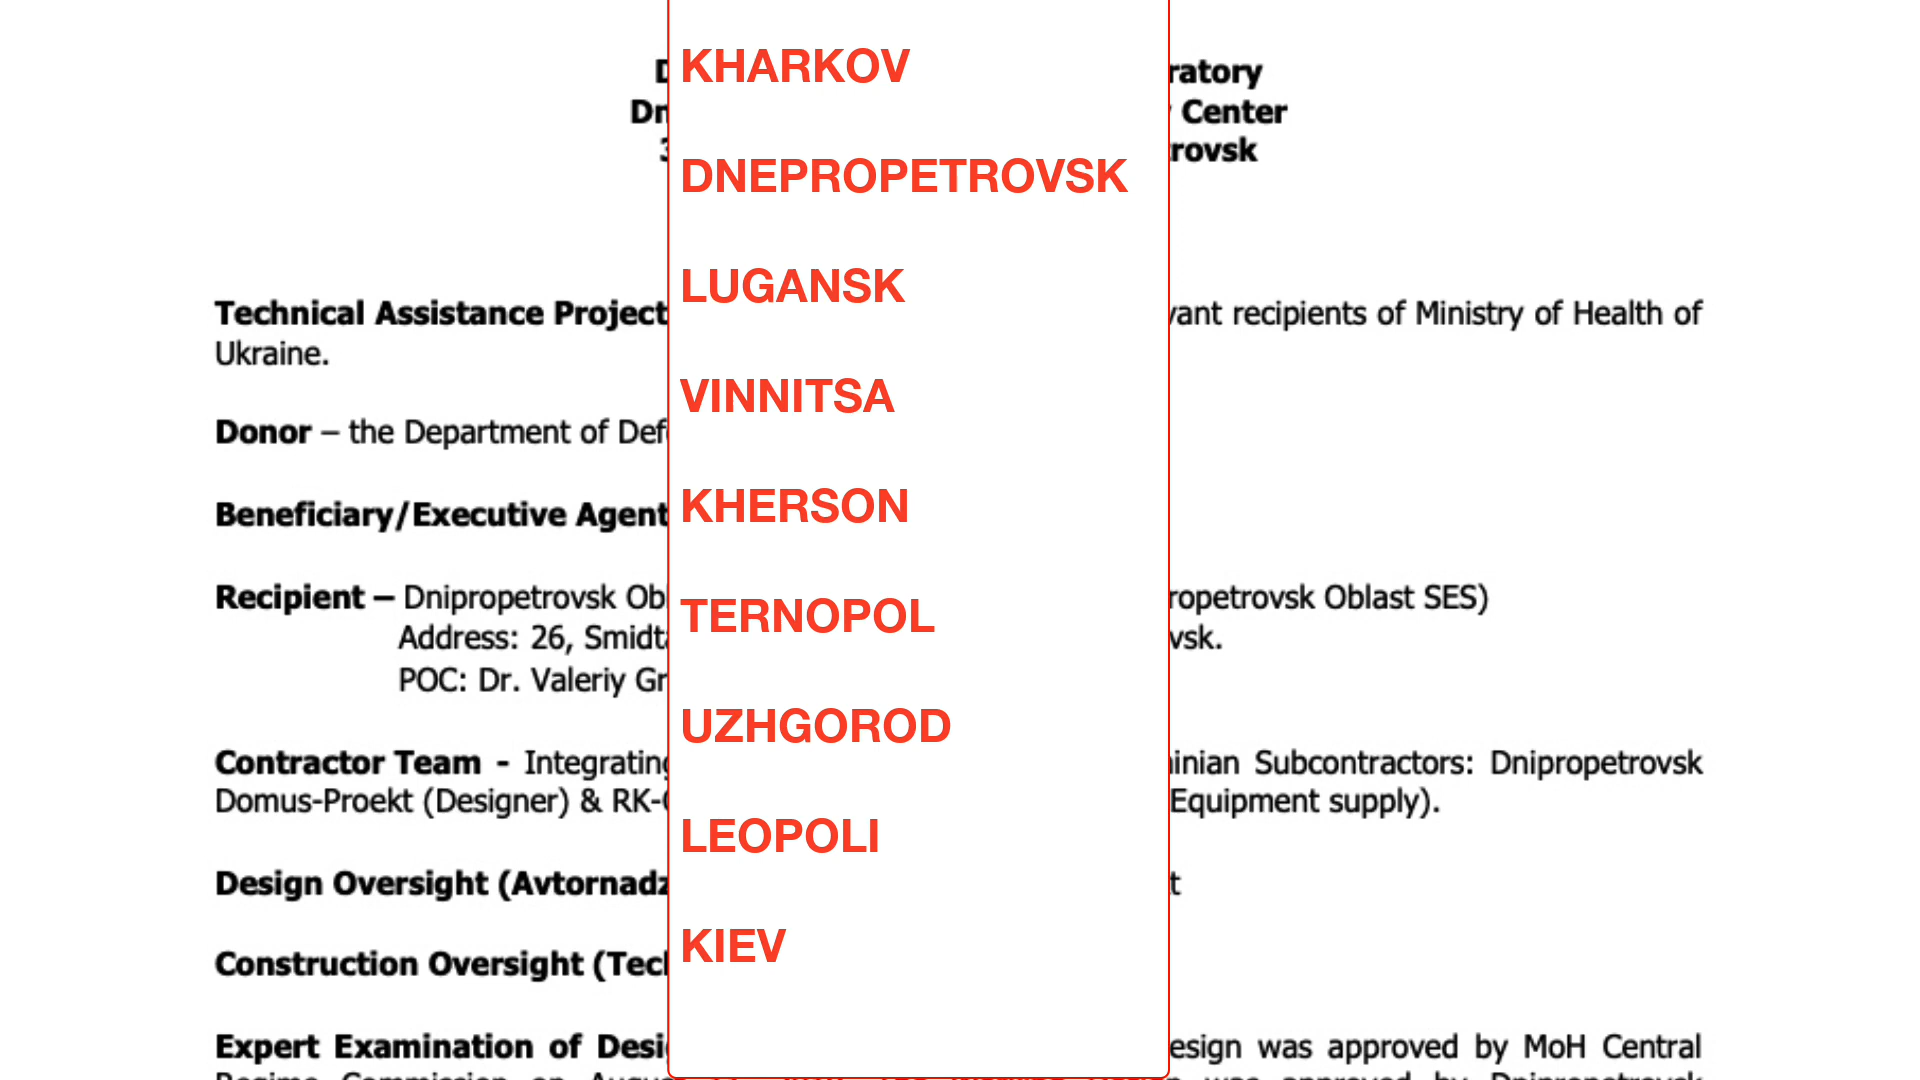 KHARKOV
ratory
Center
DNEPROPETROVSK
rovsk
LUGANSK
Technical Assistance Project
vant recipients of Ministry of Health of
Ukraine.
VINNITSA
Donor – the Department of Def
KHERSON
Beneficiary/Executive Agent
Recipient – Dnipropetrovsk Ob
ropetrovsk Oblast SES)
TERNOPOL
Address: 26, Smidt
vsk.
POC: Dr. Valeriy Gr
UZHGOROD
Contractor Team - Integrating
inian Subcontractors: Dnipropetrovsk
Domus-Proekt (Designer) & RK-
Equipment supply).
LEOPOLI
Design Oversight (Avtornadz
t
KIEV
Construction Oversight (Tec
Expert Examination of Desi
esign was approved by MoH Central